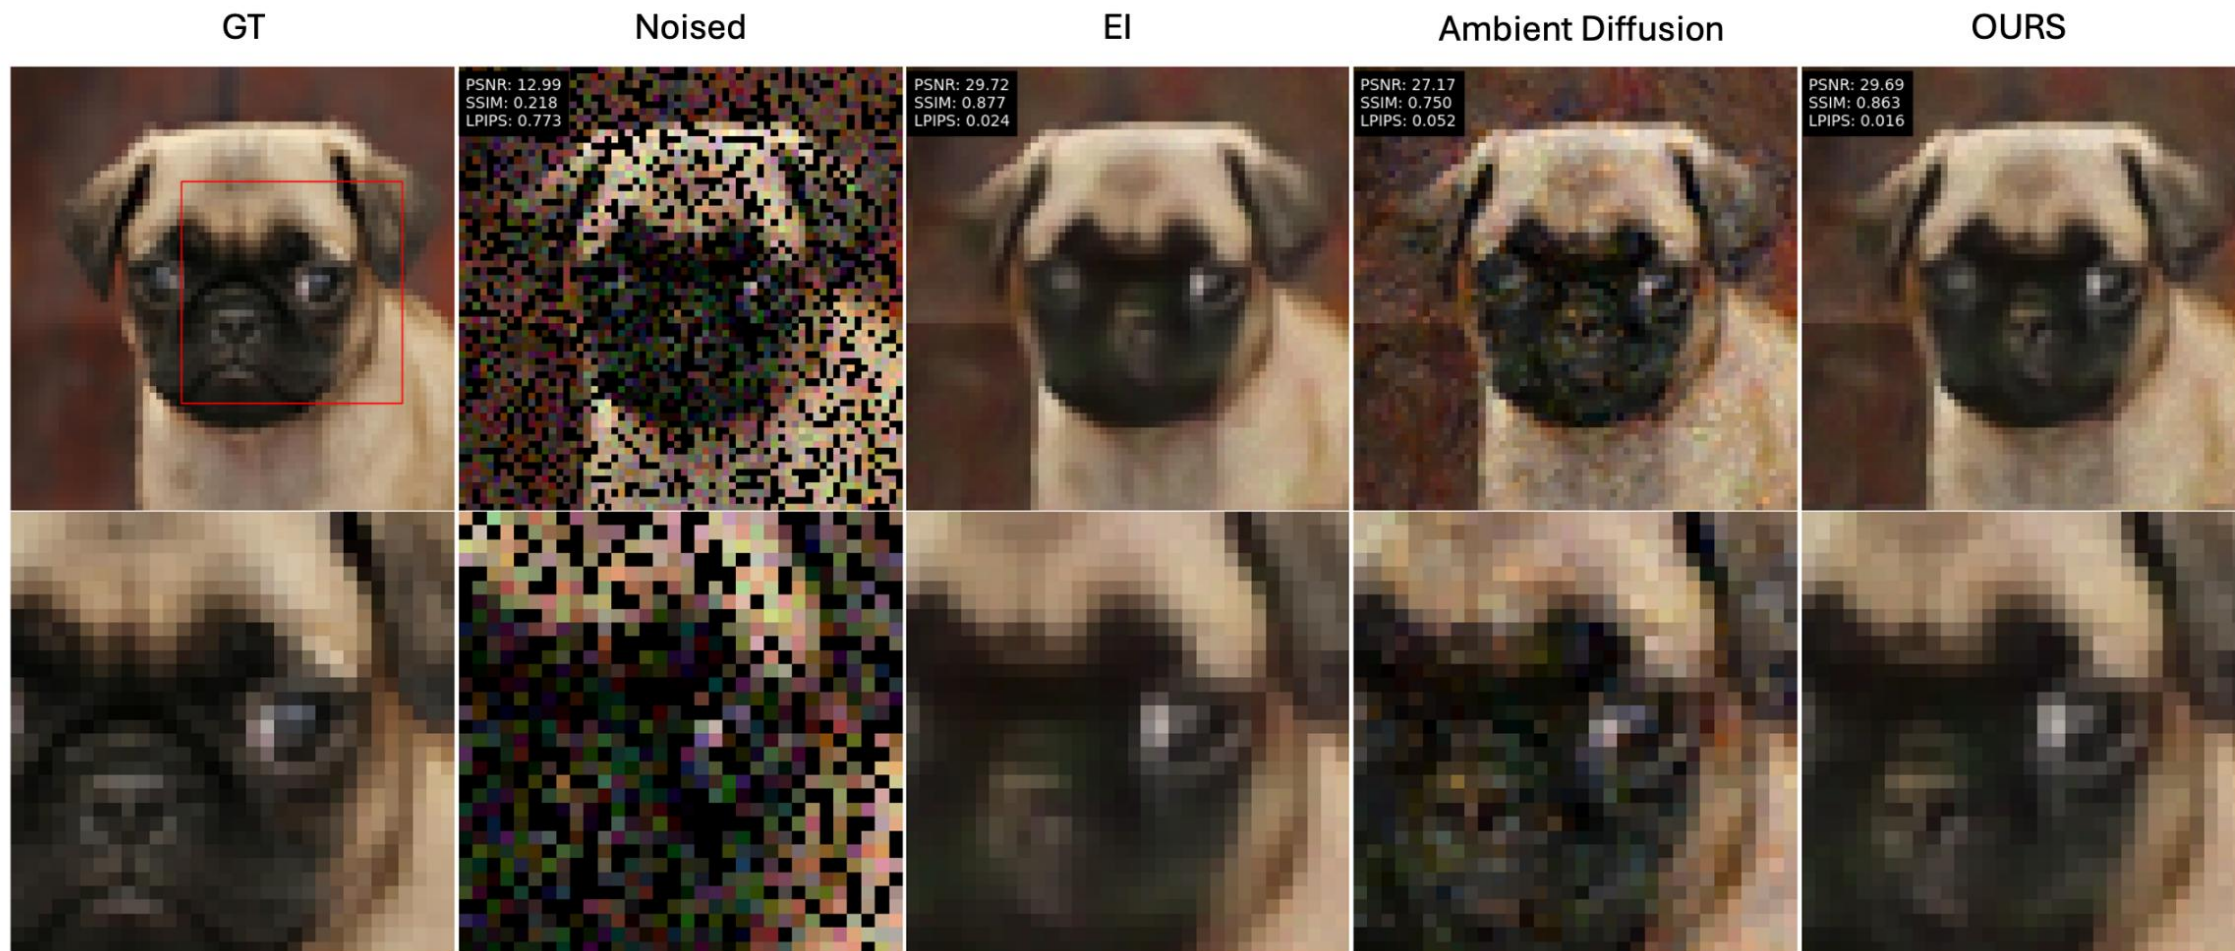 GT
Noised
EI
Ambient Diffusion
OURS
PSNR: 12.99
SSIM: 0.218
LPIPS: 0.773
PSNR: 29.72
SSIM: 0.877
LPIPS: 0.024
PSNR: 27.17
SSIM: 0.750
LPIPS: 0.052
PSNR: 29.69
SSIM: 0.863
LPIPS: 0.016